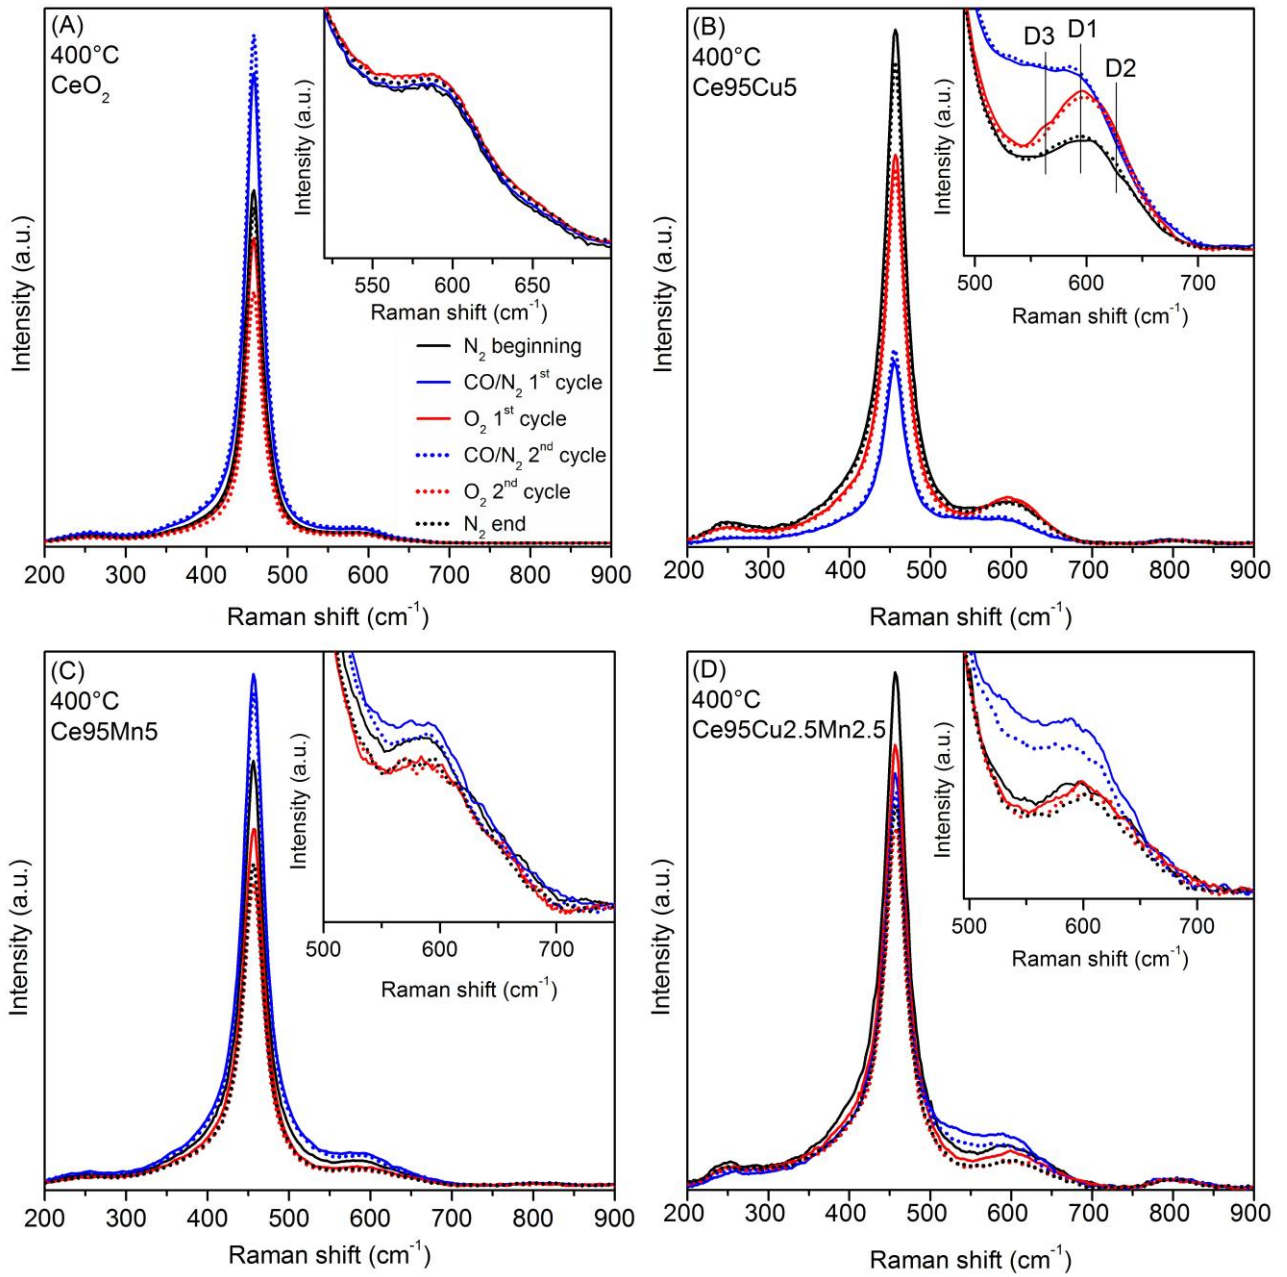 (A)
400°C
CeO₂
Intensity (a.u.)
Intensity (a.u.)
550 600 650
Raman shift (cm⁻¹)
N₂ beginning
CO/N₂ 1ˢᵗ cycle
O₂ 1ˢᵗ cycle
CO/N₂ 2ⁿᵈ cycle
O₂ 2ⁿᵈ cycle
N₂ end
200 300 400 500 600 700 800 900
Raman shift (cm⁻¹)
(B)
400°C
Ce95Cu5
Intensity (a.u.)
Intensity (a.u.)
D3 D1 D2
500 600 700
Raman shift (cm⁻¹)
200 300 400 500 600 700 800 900
Raman shift (cm⁻¹)
(C)
400°C
Ce95Mn5
Intensity (a.u.)
Intensity (a.u.)
500 600 700
Raman shift (cm⁻¹)
200 300 400 500 600 700 800 900
Raman shift (cm⁻¹)
(D)
400°C
Ce95Cu2.5Mn2.5
Intensity (a.u.)
Intensity (a.u.)
500 600 700
Raman shift (cm⁻¹)
200 300 400 500 600 700 800 900
Raman shift (cm⁻¹)